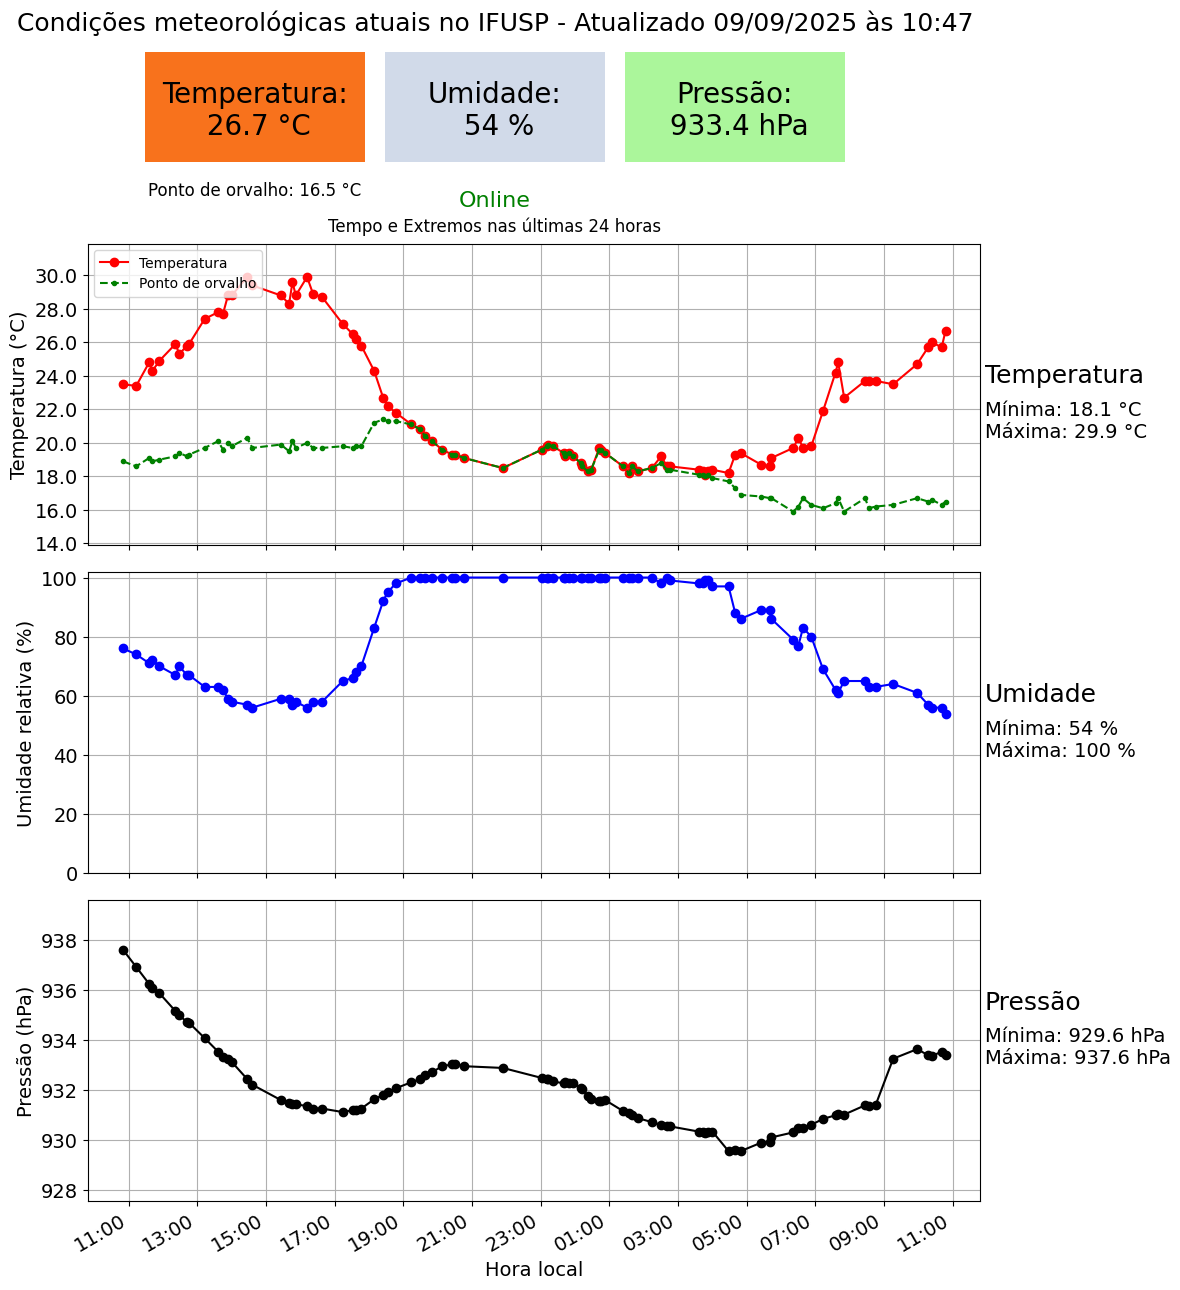 Condições meteorológicas atuais no IFUSP - Atualizado 09/09/2025 às 10:47
Temperatura:
26.7 °C
Umidade:
54 %
Pressão:
933.4 hPa
Ponto de orvalho: 16.5 °C
Online
Tempo e Extremos nas últimas 24 horas
Temperatura (°C)
30.0
28.0
26.0
24.0
22.0
20.0
18.0
16.0
14.0
Temperatura
Ponto de orvalho
Temperatura
Mínima: 18.1 °C
Máxima: 29.9 °C
Umidade relativa (%)
100
80
60
40
20
0
Umidade
Mínima: 54 %
Máxima: 100 %
Pressão (hPa)
938
936
934
932
930
928
Pressão
Mínima: 929.6 hPa
Máxima: 937.6 hPa
11:00 13:00 15:00 17:00 19:00 21:00 23:00 01:00 03:00 05:00 07:00 09:00 11:00
Hora local